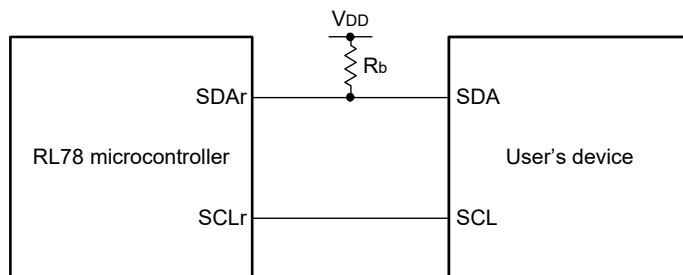 VDD
Rb
SDAr
SDA
RL78 microcontroller
User’s device
SCLr
SCL